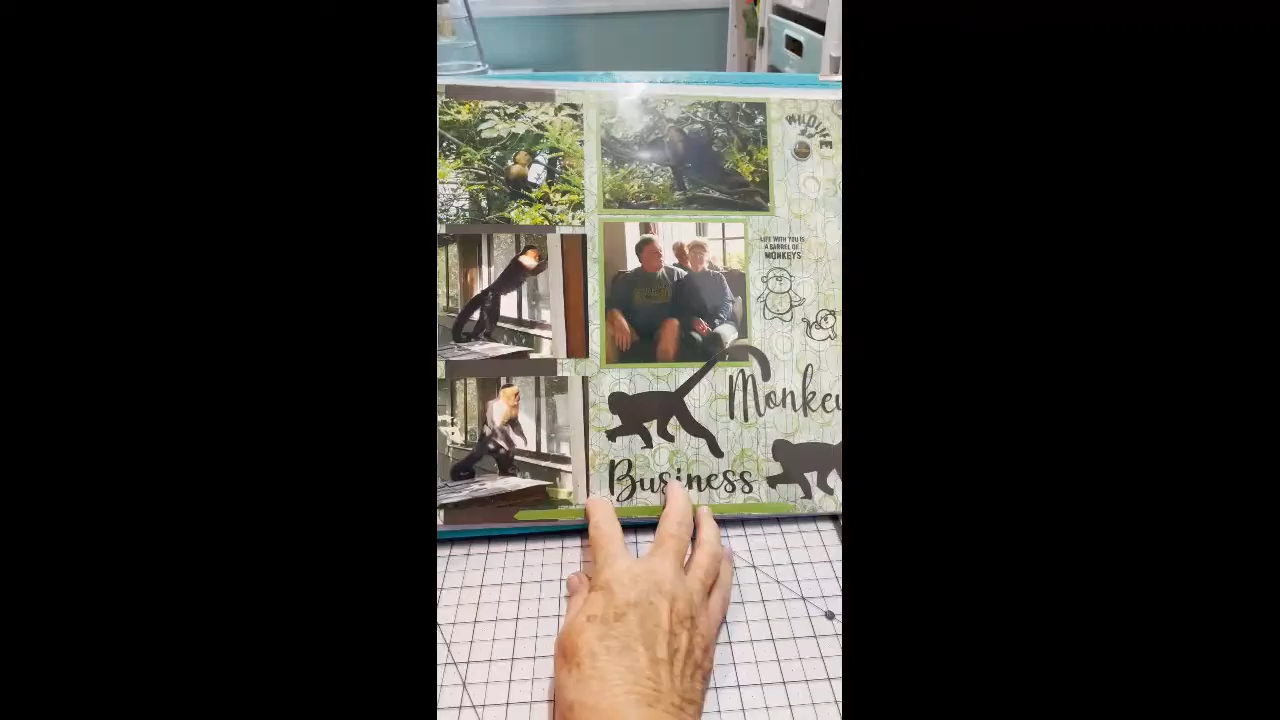 WILDLIFE
LIFE WITH YOU IS
A BARREL OF
MONKEYS
Monkey
Business